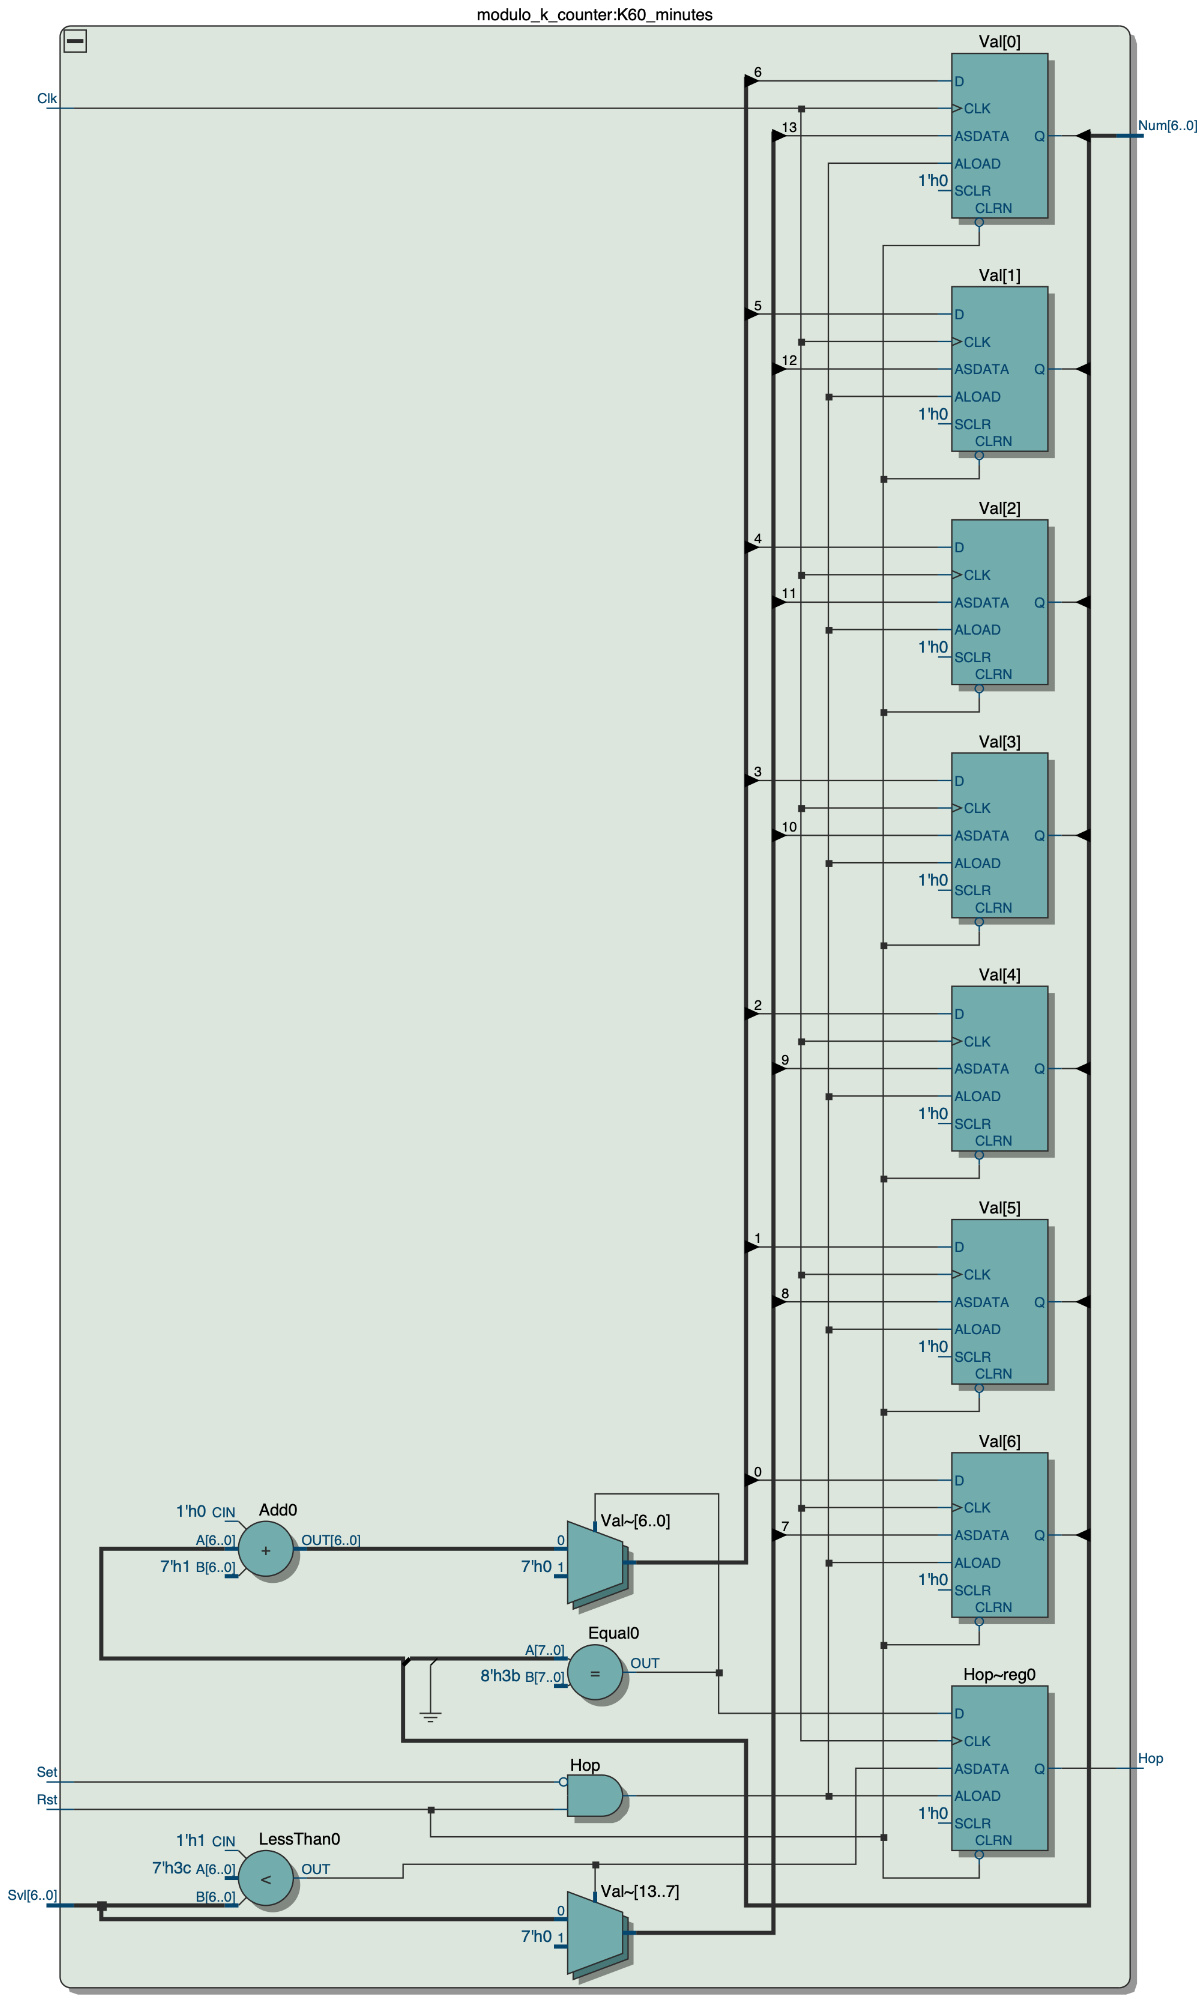 modulo_k_counter:K60_minutes
Val[0]
6
D
Clk
CLK
13
ASDATA
Q
Num[6..0]
ALOAD
1'h0
SCLR
CLRN
Val[1]
5
D
CLK
12
ASDATA
Q
ALOAD
1'h0
SCLR
CLRN
Val[2]
4
D
CLK
11
ASDATA
Q
ALOAD
1'h0
SCLR
CLRN
Val[3]
3
D
CLK
10
ASDATA
Q
ALOAD
1'h0
SCLR
CLRN
Val[4]
2
D
CLK
9
ASDATA
Q
ALOAD
1'h0
SCLR
CLRN
Val[5]
1
D
CLK
8
ASDATA
Q
ALOAD
1'h0
SCLR
CLRN
Val[6]
0
D
CLK
7
ASDATA
Q
ALOAD
1'h0
SCLR
CLRN
Add0
1'h0 CIN
A[6..0]
+
OUT[6..0]
7'h1 B[6..0]
Val~[6..0]
0
7'h0 1
Equal0
A[7..0]
=
OUT
8'h3b B[7..0]
Hop~reg0
D
CLK
ASDATA
Q
Hop
ALOAD
1'h0
SCLR
CLRN
Hop
Set
Rst
LessThan0
1'h1 CIN
7'h3c A[6..0]
<
OUT
B[6..0]
Svl[6..0]
Val~[13..7]
0
7'h0 1